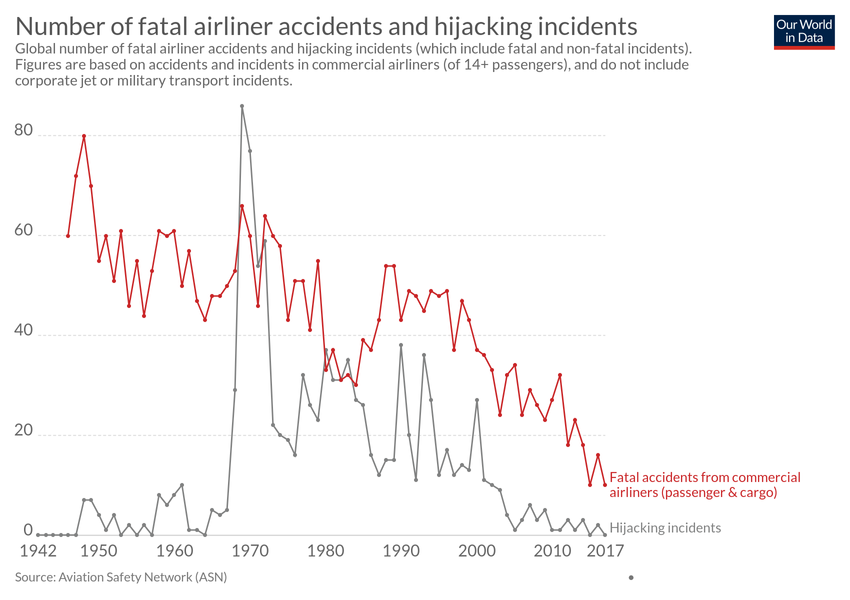 Number of fatal airliner accidents and hijacking incidents
Our World
in Data
Global number of fatal airliner accidents and hijacking incidents (which include fatal and non-fatal incidents).
Figures are based on accidents and incidents in commercial airliners (of 14+ passengers), and do not include
corporate jet or military transport incidents.
80
60
40
20
0
Fatal accidents from commercial
airliners (passenger & cargo)
Hijacking incidents
1942 1950 1960 1970 1980 1990 2000 2010 2017
Source: Aviation Safety Network (ASN)